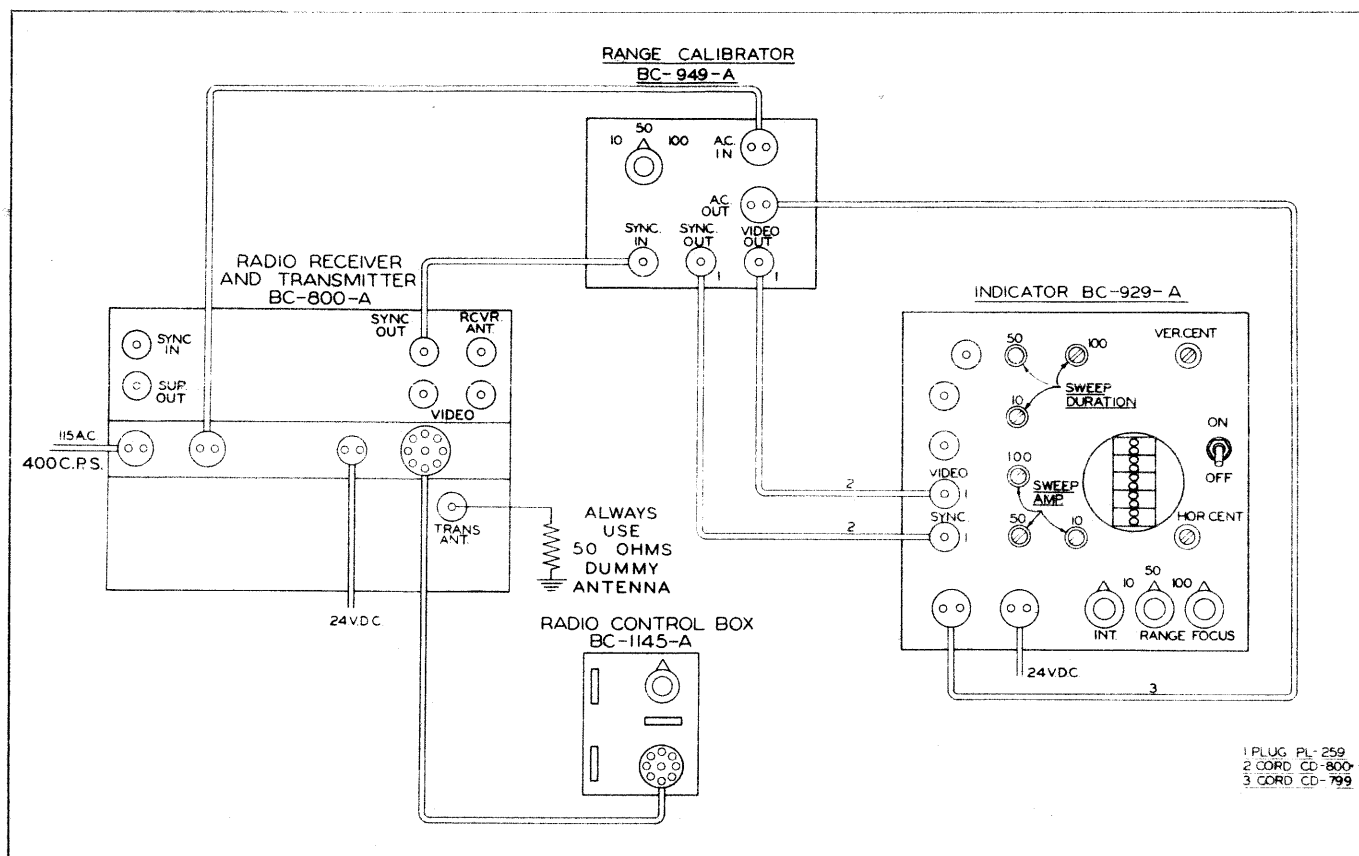 RANGE CALIBRATOR
BC-949-A
10 50 100
A.C. IN
A.C. OUT
SYNC. IN
SYNC. OUT
VIDEO OUT
1 1
RADIO RECEIVER
AND TRANSMITTER
BC-800-A
SYNC IN
SUP. OUT
SYNC OUT
RCVR. ANT.
VIDEO
115 A.C
400 C.P.S.
TRANS ANT.
24 V.D.C
ALWAYS
USE
50 OHMS
DUMMY
ANTENNA
RADIO CONTROL BOX
BC-1145-A
INDICATOR BC-929-A
50 100
VER.CENT
SWEEP
DURATION
10
ON
OFF
100
SWEEP
AMP.
50 10
VIDEO 1
SYNC. 1
2
2
HOR CENT
10 50 100
INT. RANGE FOCUS
24 V.D.C.
3
1 PLUG PL-259
2 CORD CD-800
3 CORD CD-799